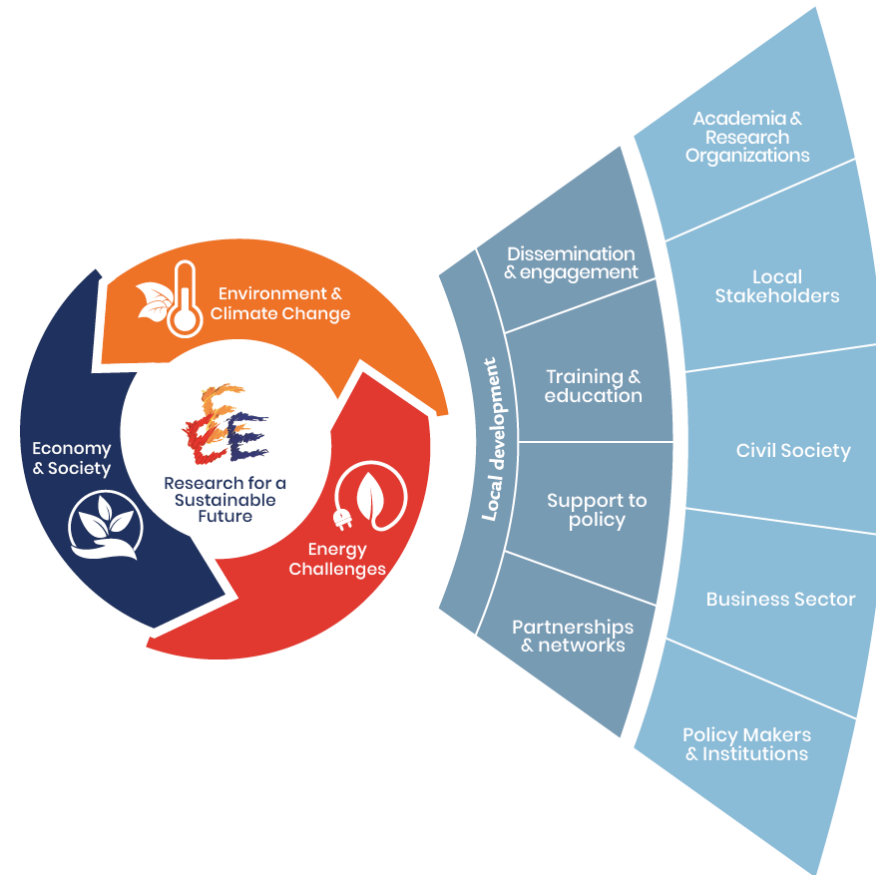 Environment &
Climate Change
Economy
& Society
EEE
Research for a
Sustainable
Future
Energy
Challenges
Local development
Dissemination
& engagement
Training &
education
Support to
policy
Partnerships
& networks
Academia &
Research
Organizations
Local
Stakeholders
Civil Society
Business Sector
Policy Makers
& Institutions